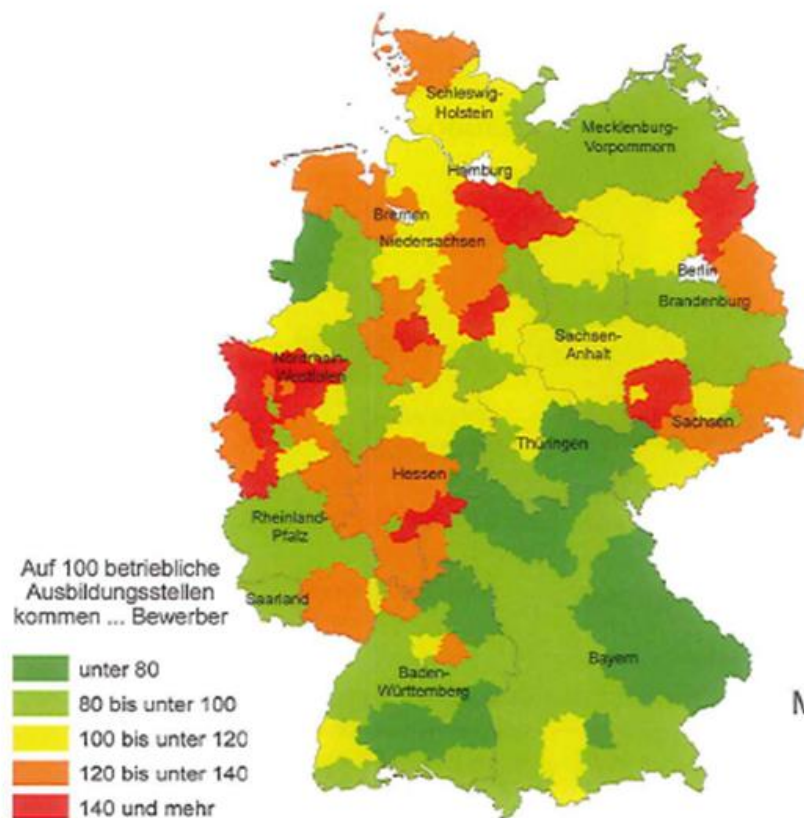 Schleswig-
Holstein
Mecklenburg-
Vorpommern
Hamburg
Bremen
Niedersachsen
Berlin
Brandenburg
Sachsen-
Anhalt
Nordrhein-
Westfalen
Sachsen
Thüringen
Hessen
Rheinland-
Pfalz
Saarland
Bayern
Baden-
Württemberg
Auf 100 betriebliche
Ausbildungsstellen
kommen ... Bewerber
unter 80
80 bis unter 100
100 bis unter 120
120 bis unter 140
140 und mehr